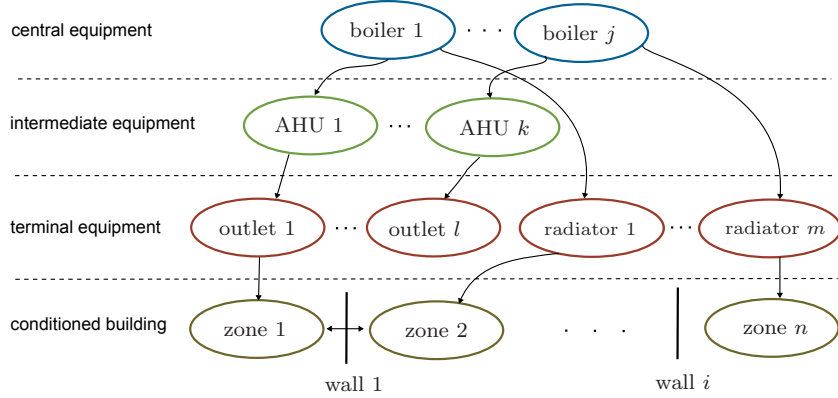 central equipment boiler 1 · · · boiler j
intermediate equipment AHU 1 · · · AHU k
terminal equipment outlet 1 · · · outlet l radiator 1 · · · radiator m
conditioned building zone 1 zone 2 · · · zone n
wall 1 wall i